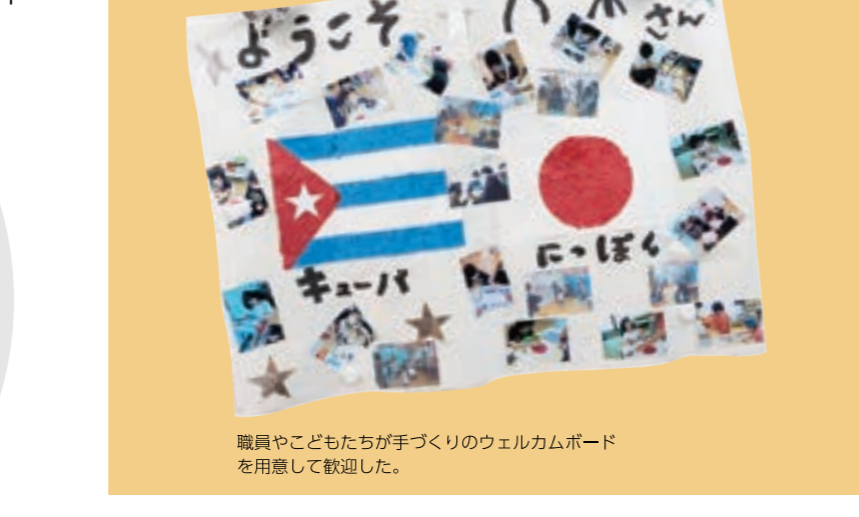 ようこそ
さん
キューバ
にっぽん
職員やこどもたちが手づくりのウェルカムボード
を用意して歓迎した。